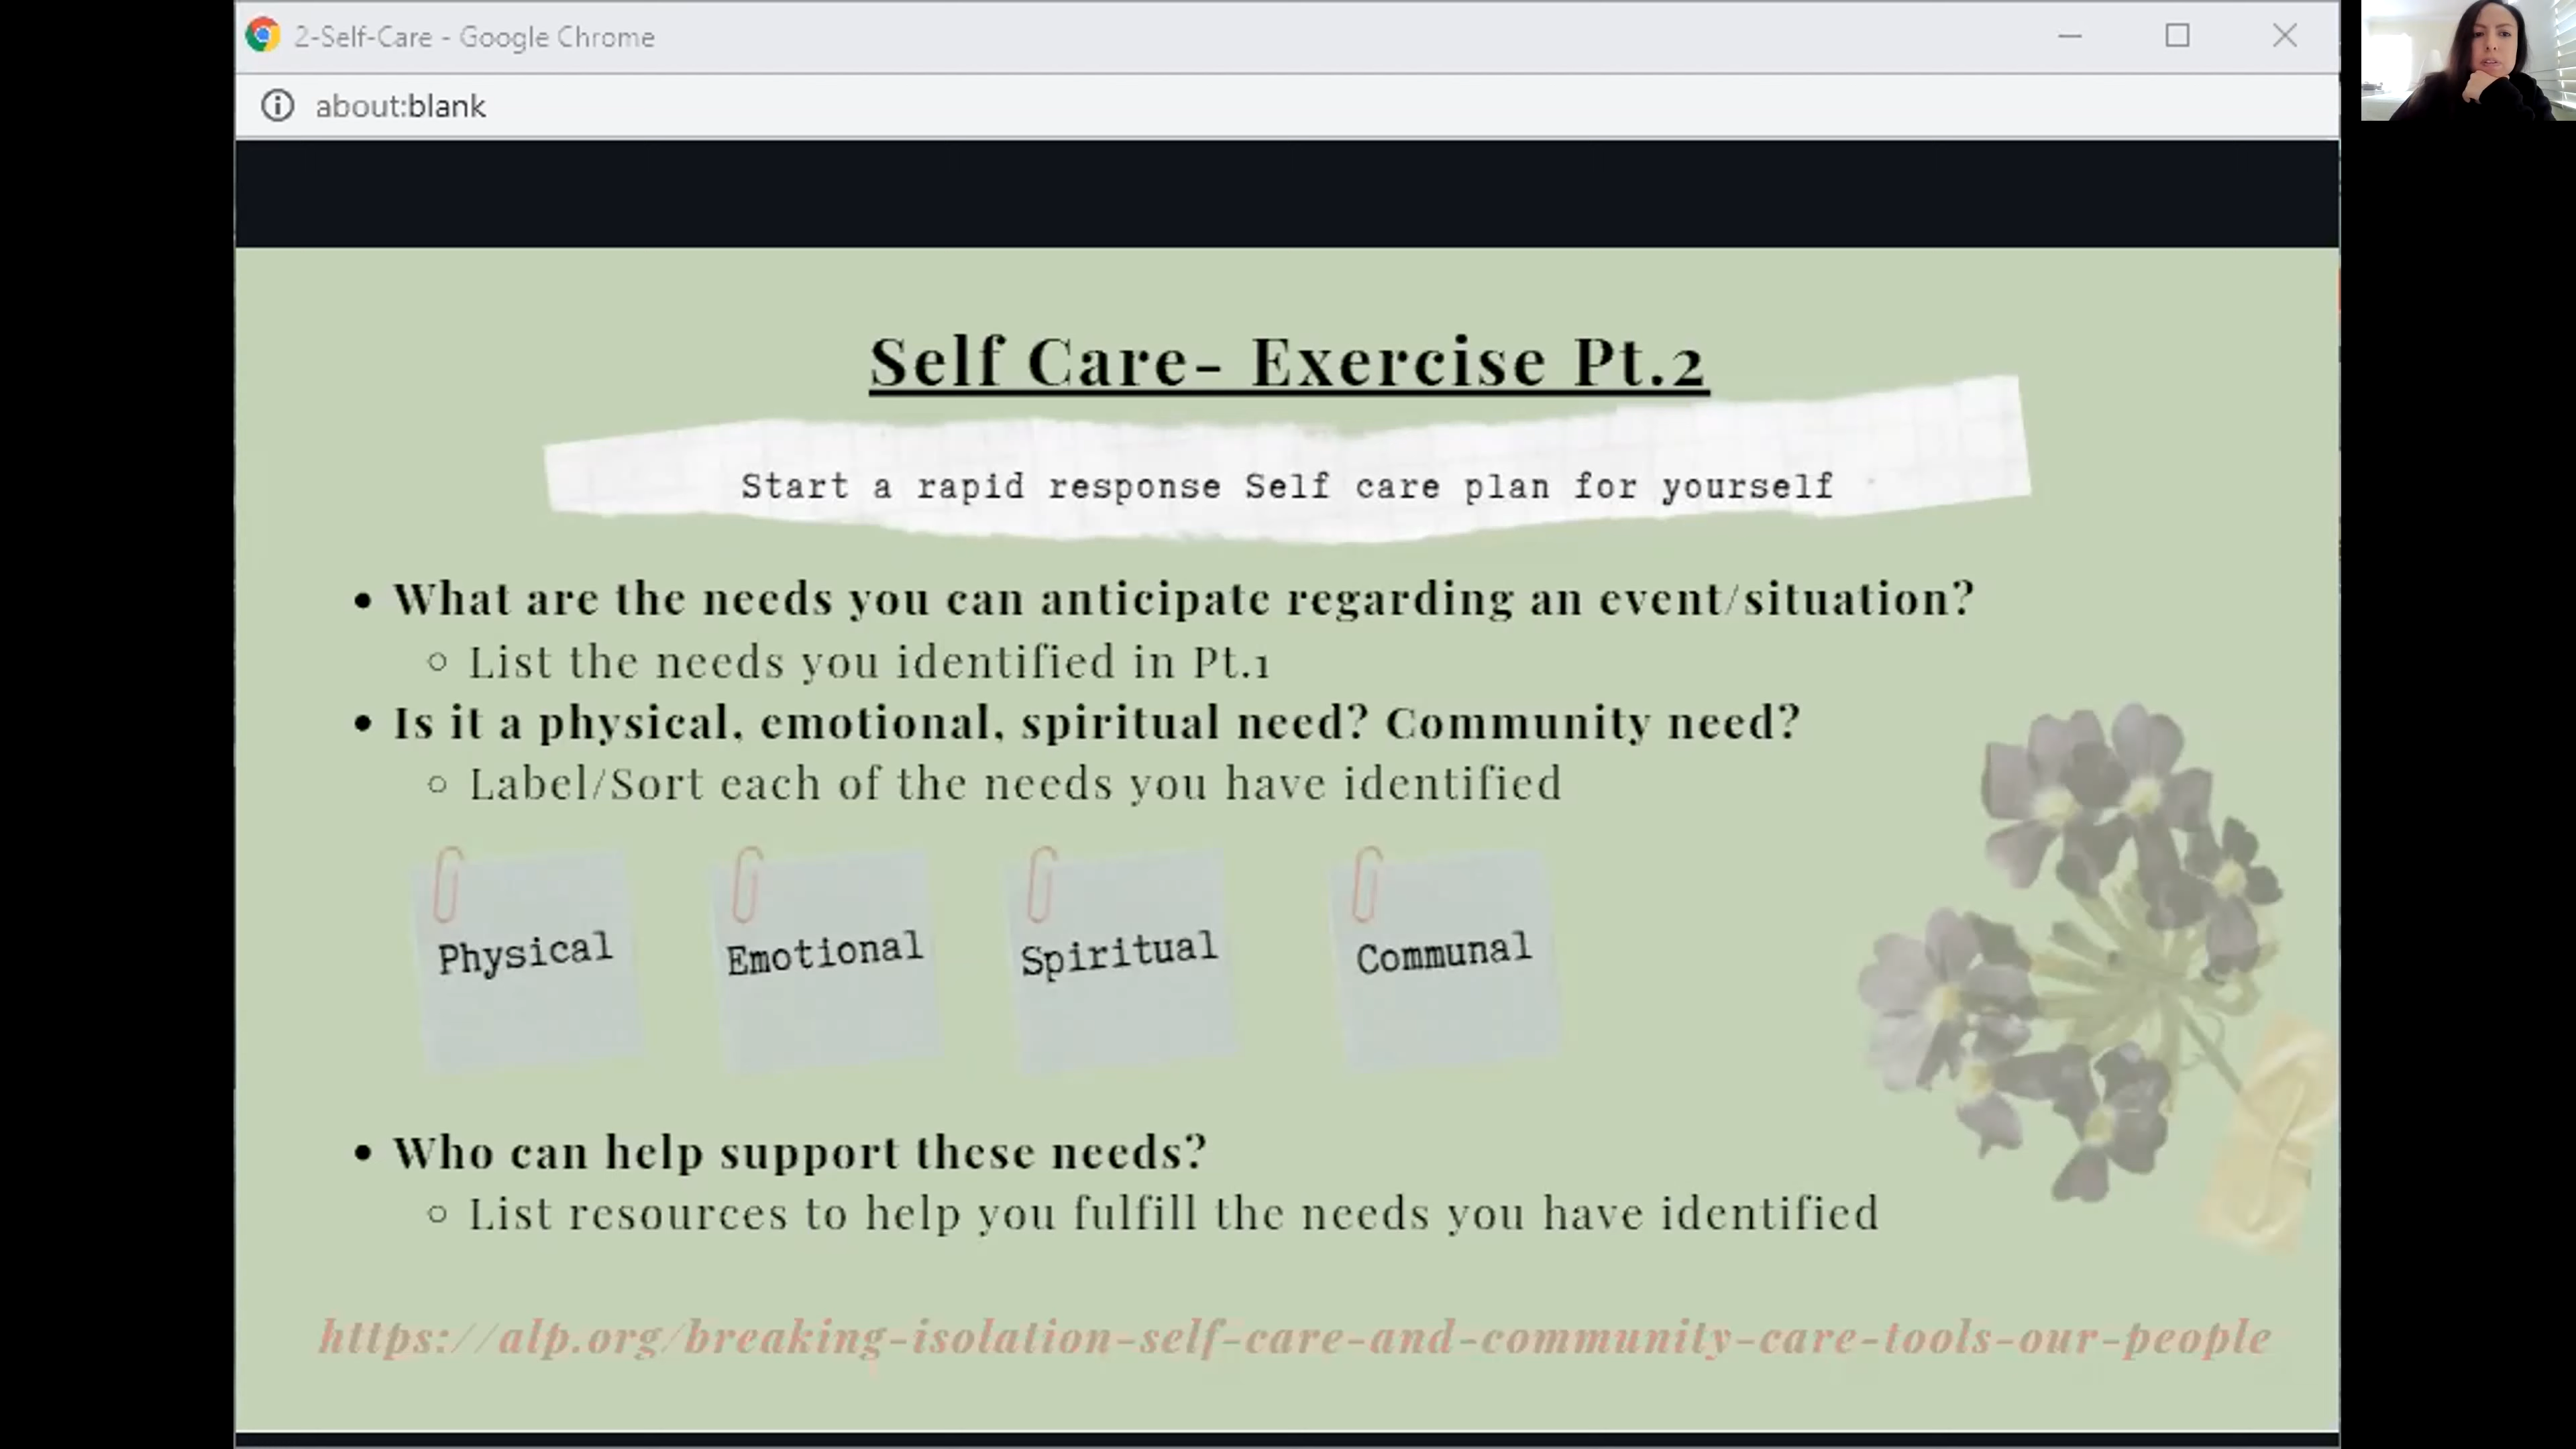 2-Self-Care - Google Chrome
about:blank
Self Care- Exercise Pt.2
Start a rapid response Self care plan for yourself
• What are the needs you can anticipate regarding an event/situation?
○ List the needs you identified in Pt.1
• Is it a physical, emotional, spiritual need? Community need?
○ Label/Sort each of the needs you have identified
Physical
Emotional
Spiritual
Communal
• Who can help support these needs?
○ List resources to help you fulfill the needs you have identified
https://alp.org/breaking-isolation-self-care-and-community-care-tools-our-people